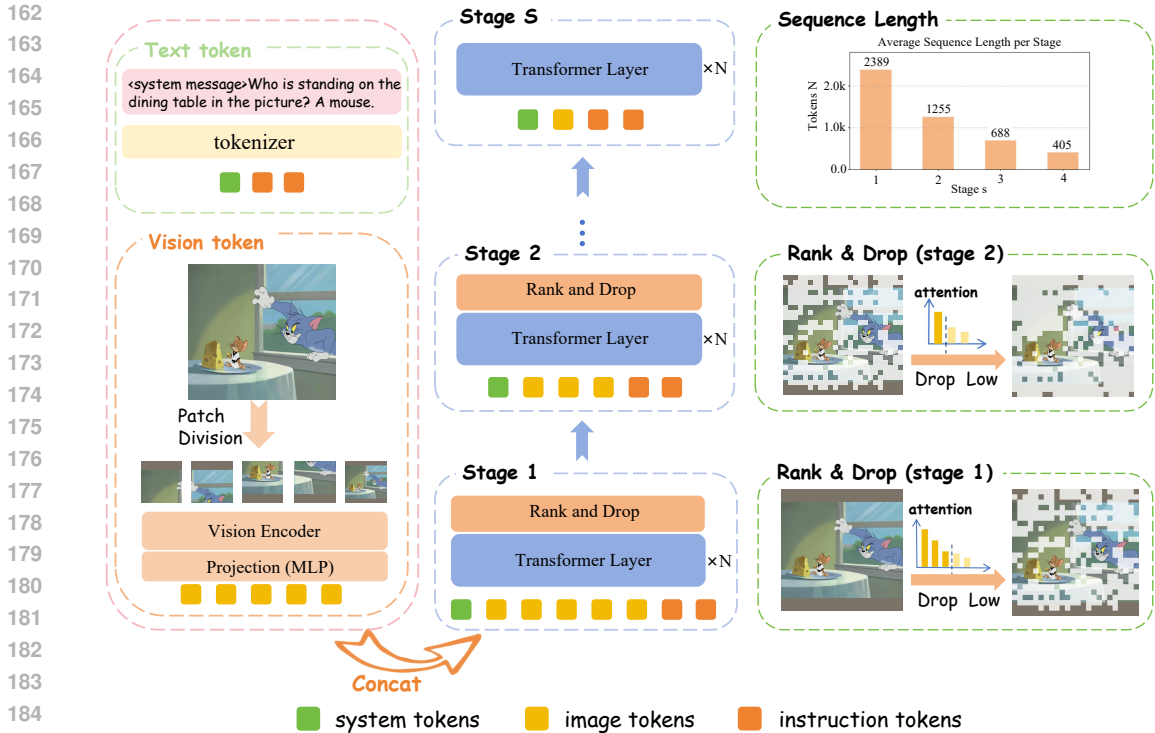 162
163
164
165
166
167
168
169
170
171
172
173
174
175
176
177
178
179
180
181
182
183
184
Text token
<system message>Who is standing on the
dining table in the picture? A mouse.
tokenizer
Vision token
Patch
Division
Vision Encoder
Projection (MLP)
Concat
Stage S
Transformer Layer
×N
Stage 2
Rank and Drop
Transformer Layer
×N
Stage 1
Rank and Drop
Transformer Layer
×N
Sequence Length
Average Sequence Length per Stage
Tokens N
2.0k
1.0k
0.0
2389
1255
688
405
1
2
3
4
Stage s
Rank & Drop (stage 2)
attention
Drop Low
Rank & Drop (stage 1)
attention
Drop Low
system tokens
image tokens
instruction tokens